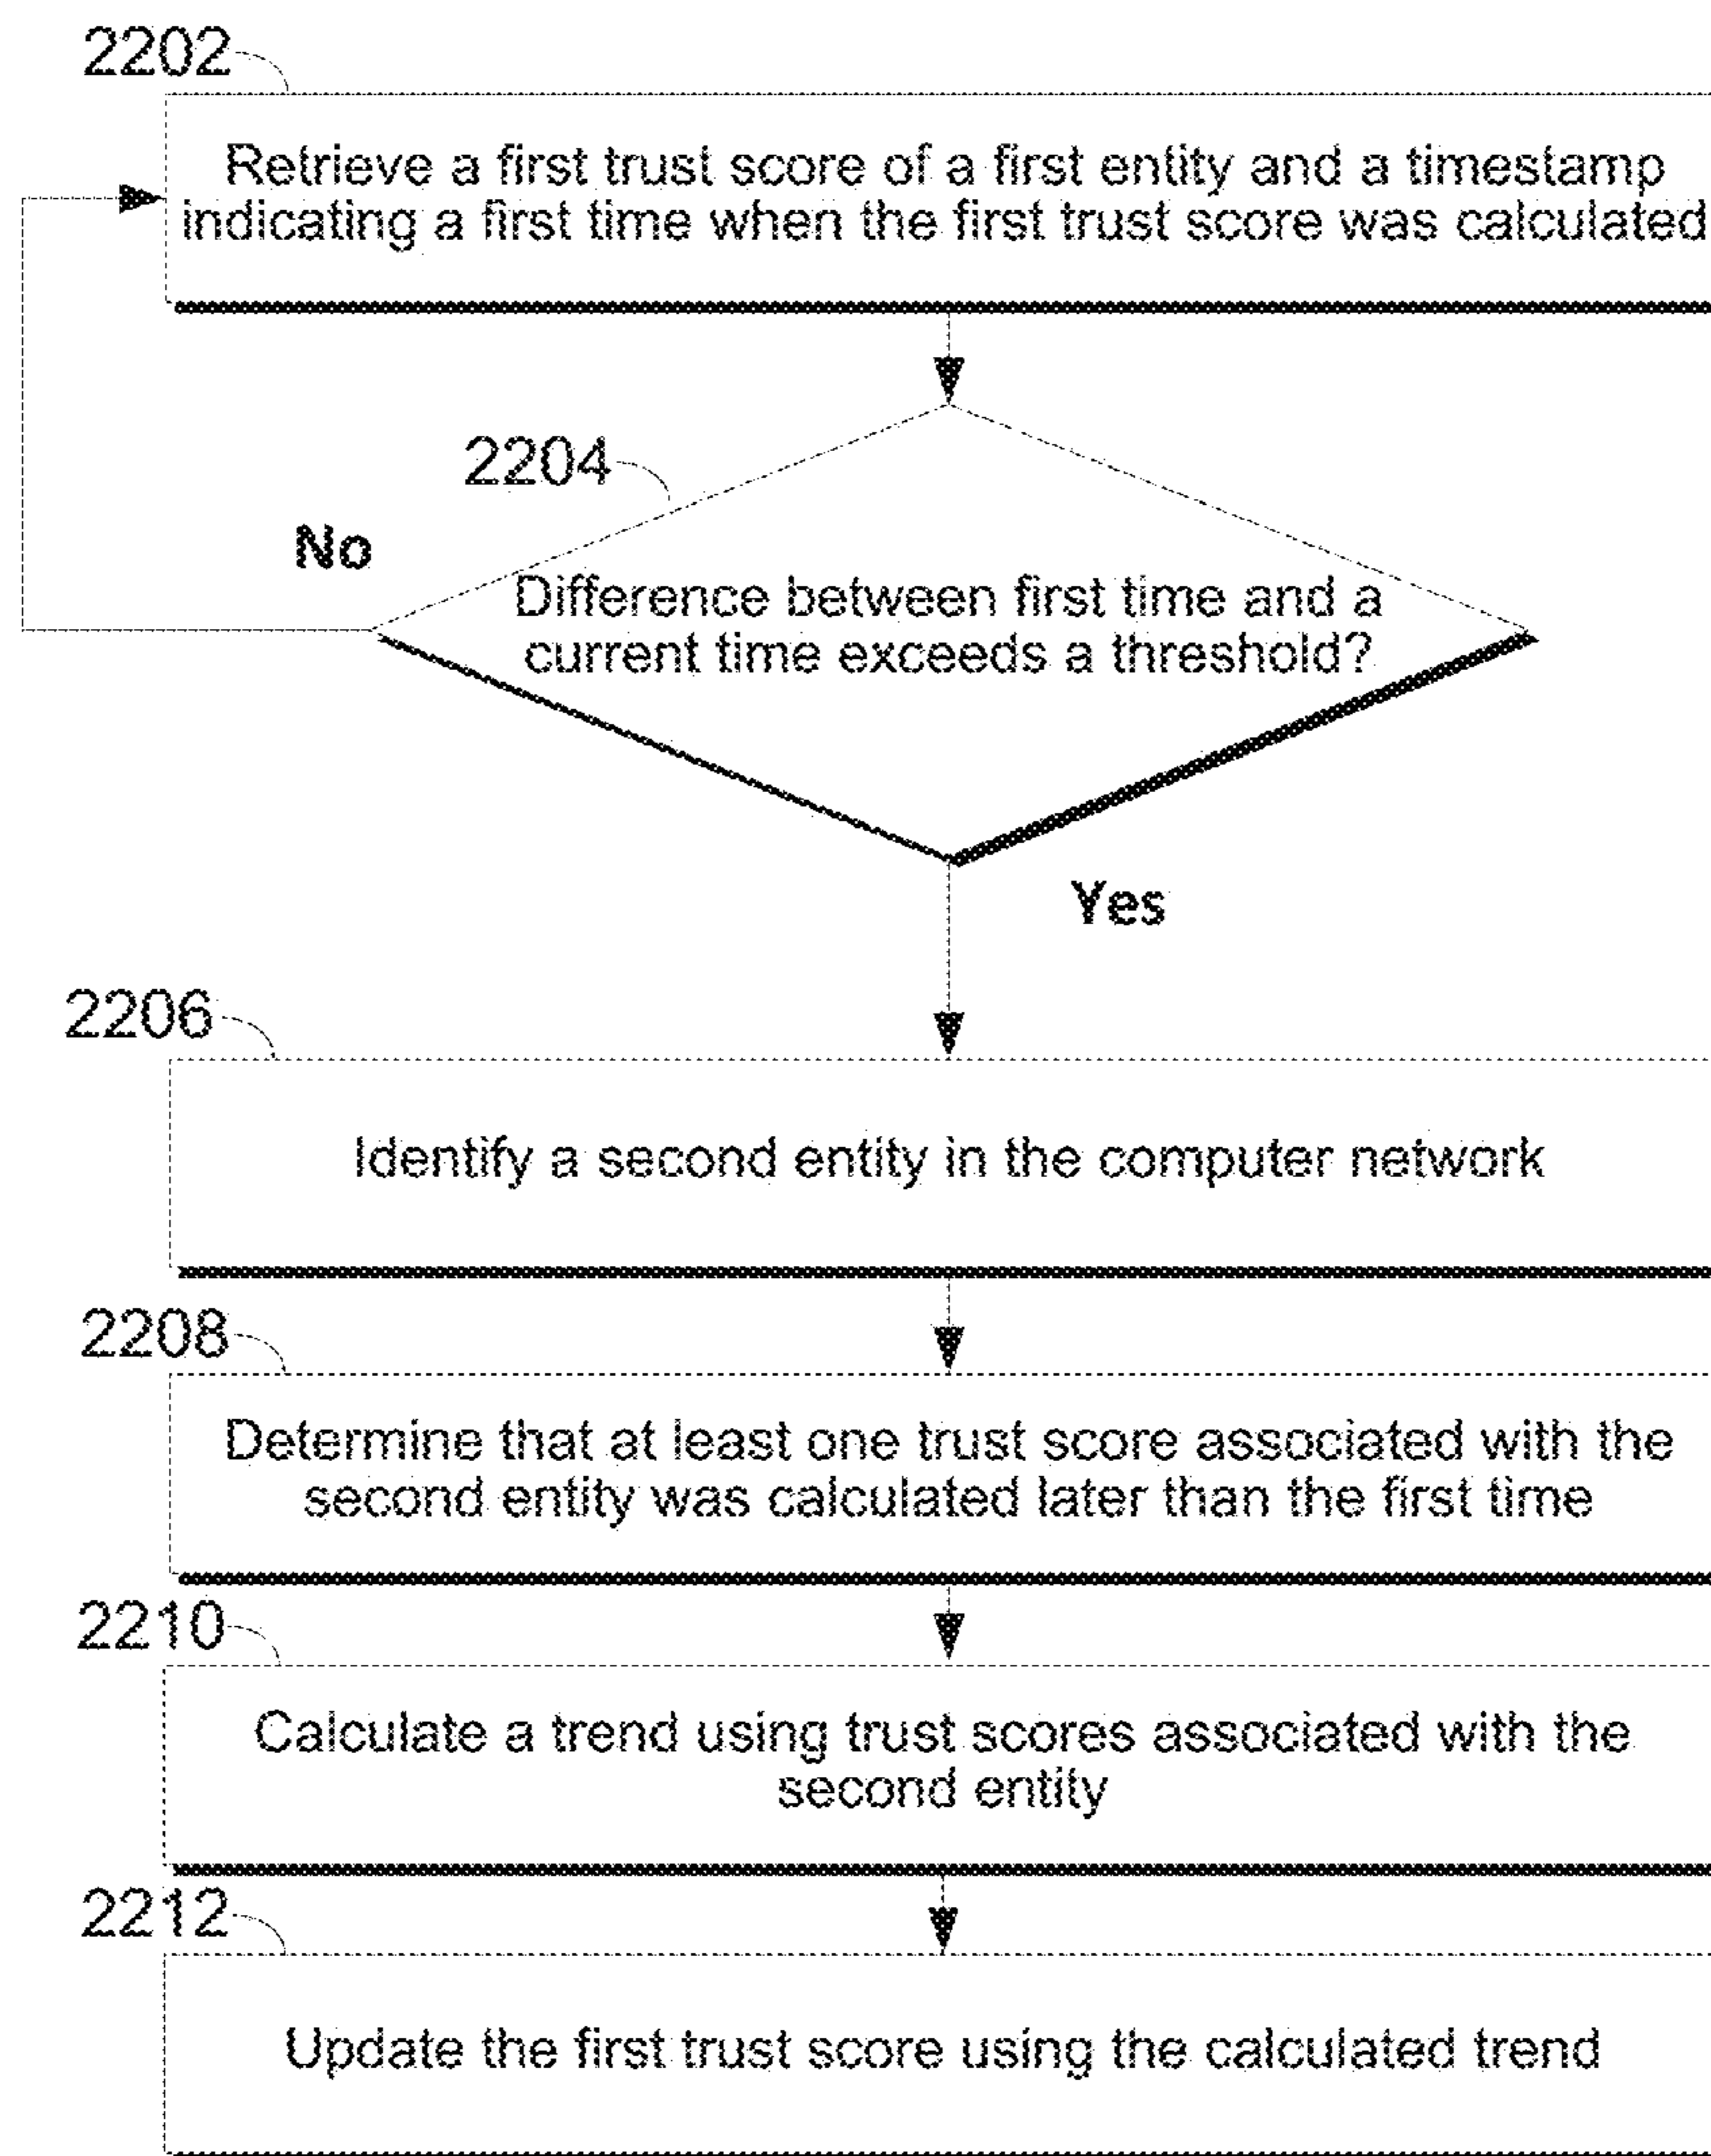 2202
Retrieve a first trust score of a first entity and a timestamp
indicating a first time when the first trust score was calculated
2204
No
Difference between first time and a
current time exceeds a threshold?
Yes
2206
Identify a second entity in the computer network
2208
Determine that at least one trust score associated with the
second entity was calculated later than the first time
2210
Calculate a trend using trust scores associated with the
second entity
2212
Update the first trust score using the calculated trend